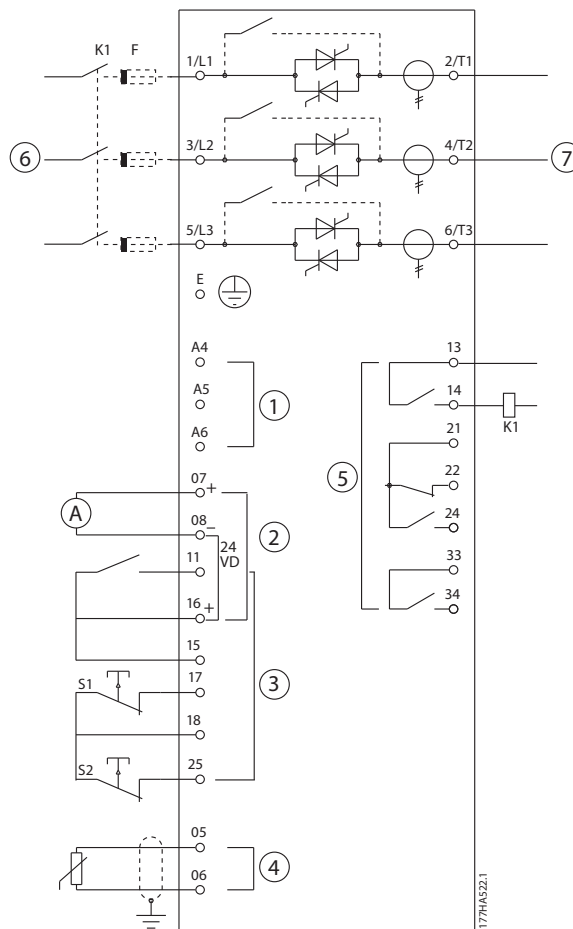 K1 F 1/L1 2/T1
6 3/L2 4/T2 7
5/L3 6/T3
E
A4 13
A5 1 14
A6 K1
21
07 + 5 22
A 2 24
08 − 24
11 VD 33
16 + 34
15
S1 17 3
18
S2 25
05
4
06
177HA522.1